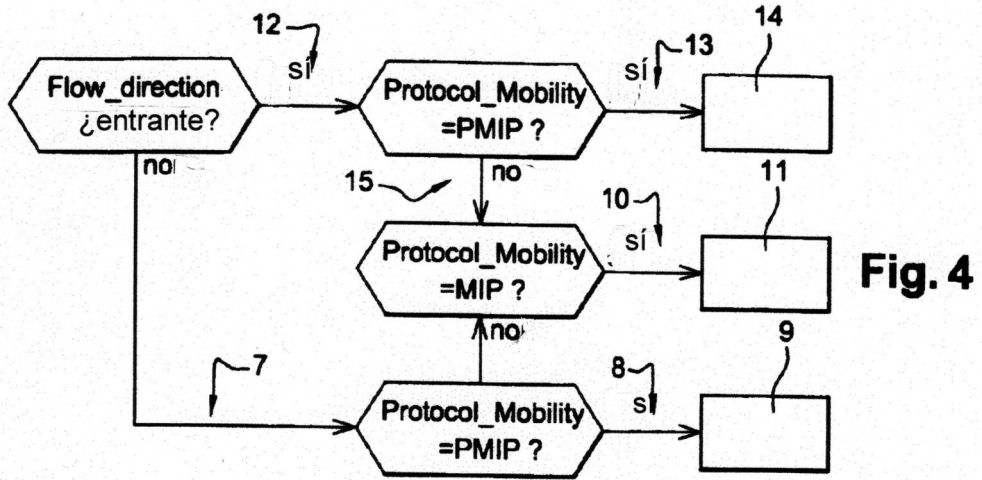 12
sí
13
sí
14
Flow_direction
¿entrante?
Protocol_Mobility
=PMIP ?
no
15
no
10
sí
11
Protocol_Mobility
=MIP ?
Fig. 4
no
7
8
s
9
Protocol_Mobility
=PMIP ?